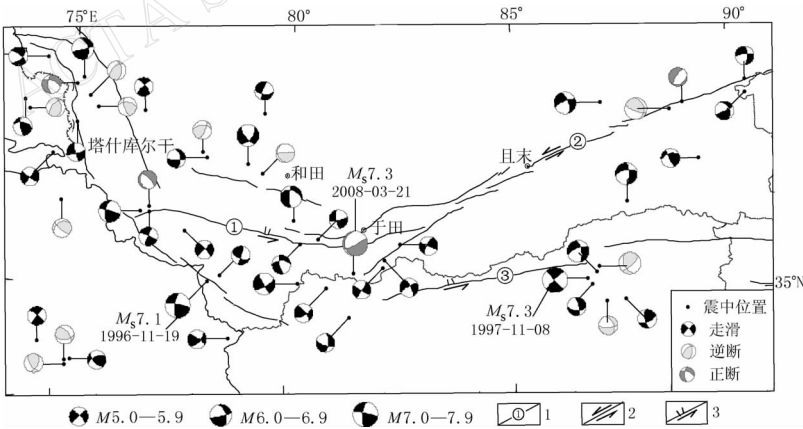 75°E 80° 85° 90°
ACTA S
塔什库尔干
和田
Ms7.3
2008-03-21
于田
且末
①
②
③
35°N
Ms7.1
1996-11-19
Ms7.3
1997-11-08
震中位置
走滑
逆断
正断
M5.0—5.9 M6.0—6.9 M7.0—7.9 ① 1 2 3